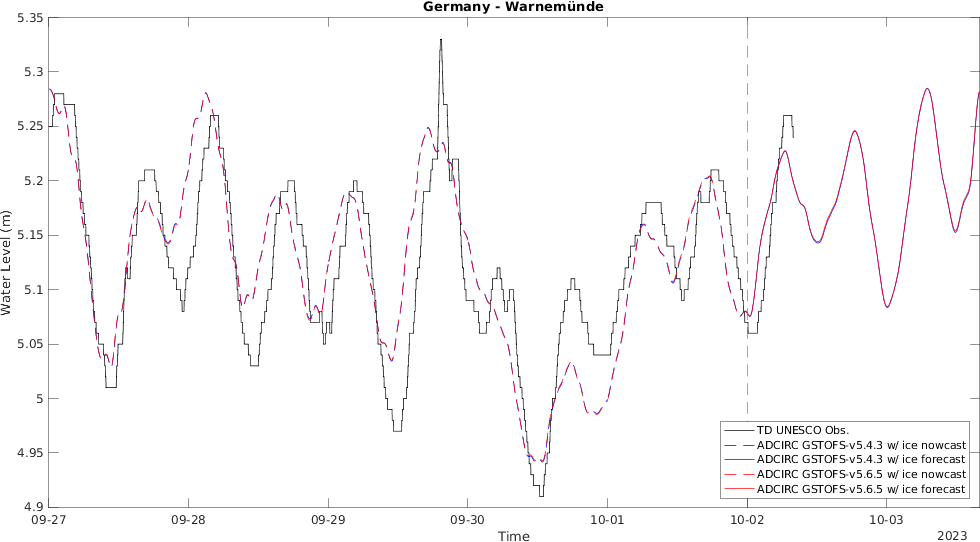 Germany - Warnemünde
5.35
5.3
5.25
5.2
5.15
5.1
5.05
5
4.95
4.9
Water Level (m)
TD UNESCO Obs.
ADCIRC GSTOFS-v5.4.3 w/ ice nowcast
ADCIRC GSTOFS-v5.4.3 w/ ice forecast
ADCIRC GSTOFS-v5.6.5 w/ ice nowcast
ADCIRC GSTOFS-v5.6.5 w/ ice forecast
09-27 09-28 09-29 09-30 10-01 10-02 10-03
Time
2023